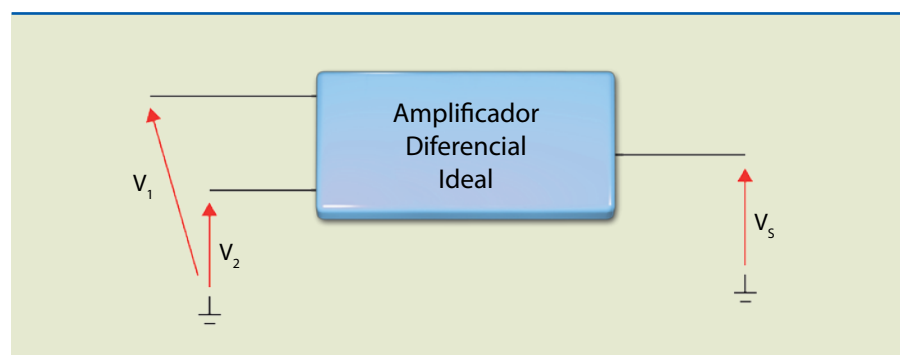 Amplificador
Diferencial
Ideal
V₁
V₂
Vₛ